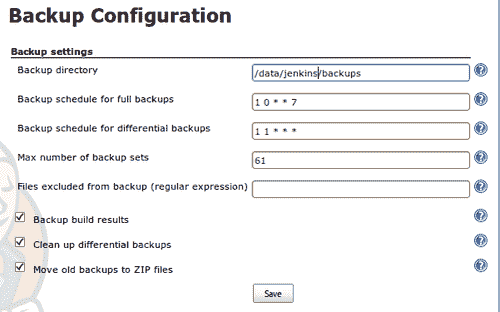 Backup Configuration
Backup settings
Backup directory /data/jenkins/backups
Backup schedule for full backups 1 0 * * 7
Backup schedule for differential backups 1 1 * * *
Max number of backup sets 61
Files excluded from backup (regular expression)
Backup build results
Clean up differential backups
Move old backups to ZIP files
Save